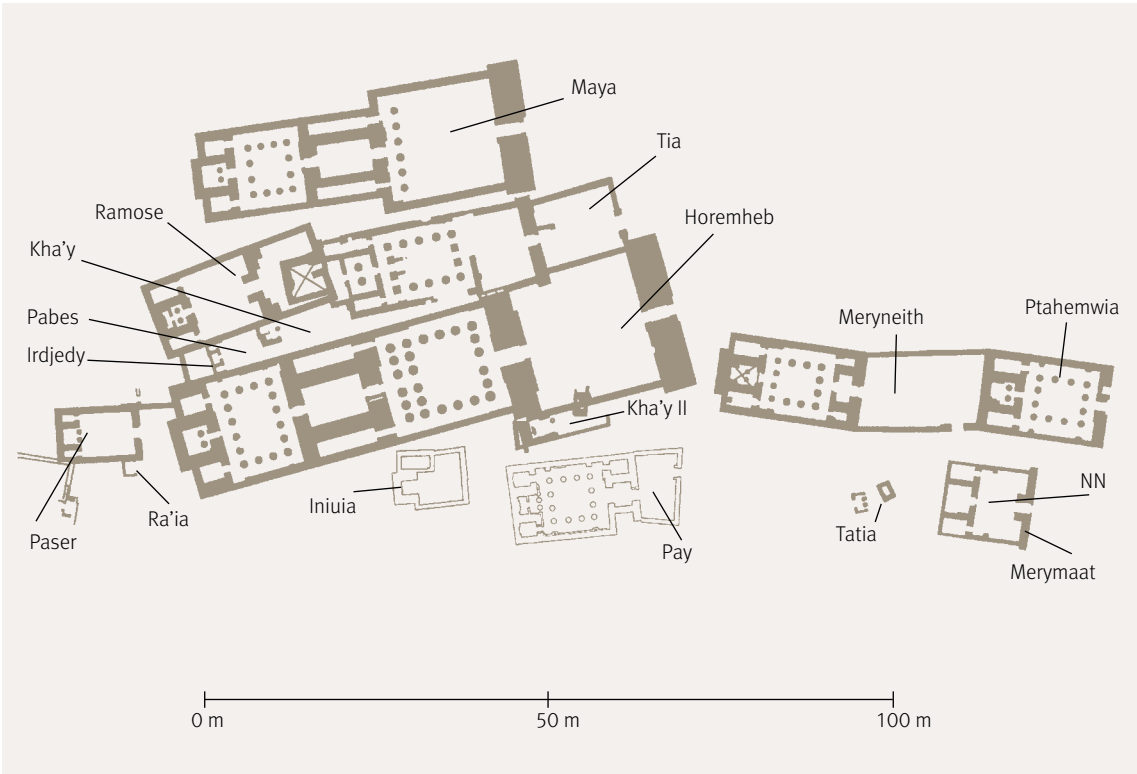 Maya
Tia
Ramose
Horemheb
Kha’y
Pabes
Meryneith
Ptahemwia
Irdjedy
Kha’y II
NN
Iniuia
Ra’ia
Tatia
Paser
Pay
Merymaat
0 m
50 m
100 m